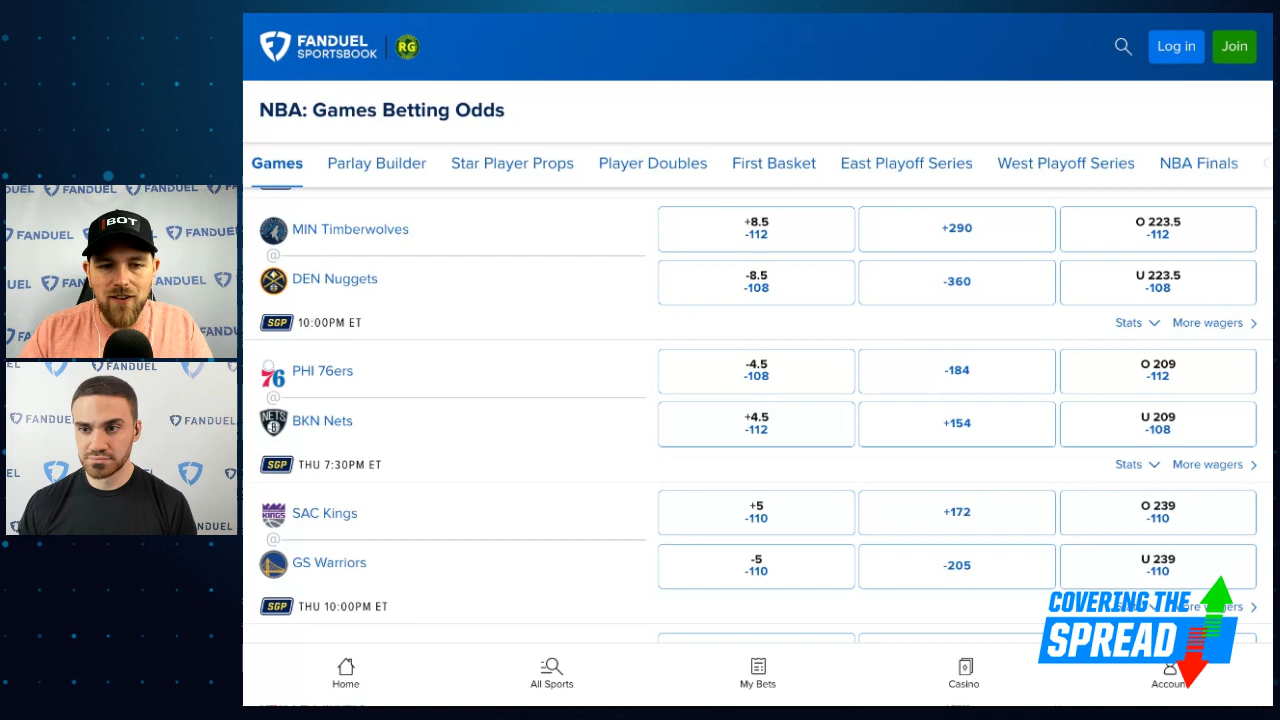 FANDUEL
SPORTSBOOK
RG
Log in
Join
NBA: Games Betting Odds
Games
Parlay Builder
Star Player Props
Player Doubles
First Basket
East Playoff Series
West Playoff Series
NBA Finals
MIN Timberwolves
+8.5
-112
+290
O 223.5
-112
@
DEN Nuggets
-8.5
-108
-360
U 223.5
-108
SGP 10:00PM ET
Stats
More wagers
PHI 76ers
-4.5
-108
-184
O 209
-112
@
BKN Nets
+4.5
-112
+154
U 209
-108
SGP THU 7:30PM ET
Stats
More wagers
SAC Kings
+5
-110
+172
O 239
-110
@
GS Warriors
-5
-110
-205
U 239
-110
SGP THU 10:00PM ET
COVERING THE
SPREAD
Home
All Sports
My Bets
Casino
BOT
FANDUEL
FANDUEL
FANDUEL
FANDUEL